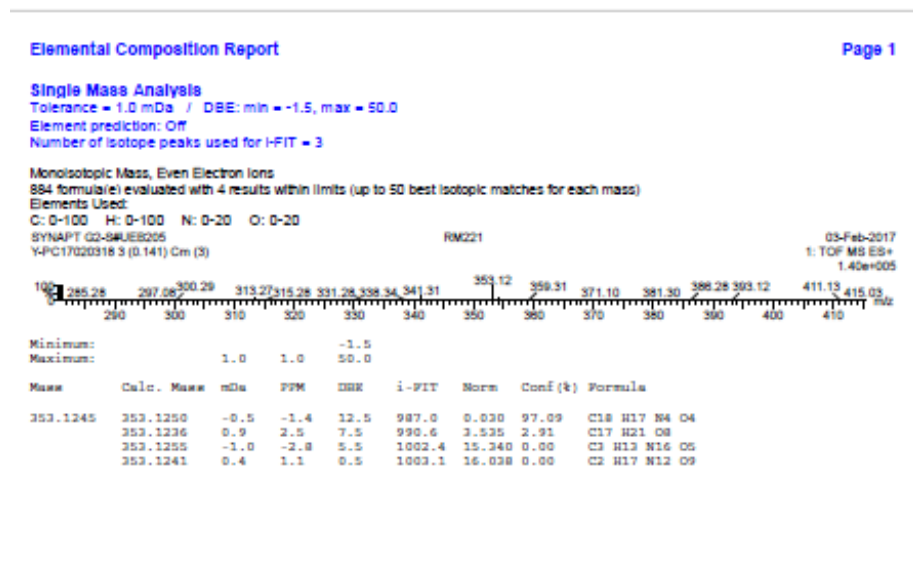 Elemental Composition Report Page 1
Single Mass Analysis
Tolerance = 1.0 mDa / DBE: min = -1.5, max = 50.0
Element prediction: Off
Number of isotope peaks used for i-FIT = 3
Monoisotopic Mass, Even Electron Ions
884 formula(e) evaluated with 4 results within limits (up to 50 best isotopic matches for each mass)
Elements Used:
C: 0-100 H: 0-100 N: 0-20 O: 0-20
SYNAPT G2-S#UEB205 RM221 03-Feb-2017
Y-PC17020318 3 (0.141) Cm (3) 1: TOF MS ES+
1.40e+005
100 285.28 297.08 300.29 313.27 315.28 331.28 338.34 341.31 353.12 359.31 371.10 381.30 388.28 393.12 411.13 415.03
%
0 m/z
290 300 310 320 330 340 350 360 370 380 390 400 410
Minimum: -1.5
Maximum: 1.0 1.0 50.0
Mass Calc. Mass mDa PPM DBE i-FIT Norm Conf(%) Formula
353.1245 353.1250 -0.5 -1.4 12.5 987.0 0.030 97.09 C18 H17 N4 O4
353.1236 0.9 2.5 7.5 990.6 3.535 2.91 C17 H21 O8
353.1255 -1.0 -2.8 5.5 1002.4 15.340 0.00 C3 H13 N16 O5
353.1241 0.4 1.1 0.5 1003.1 16.038 0.00 C2 H17 N12 O9